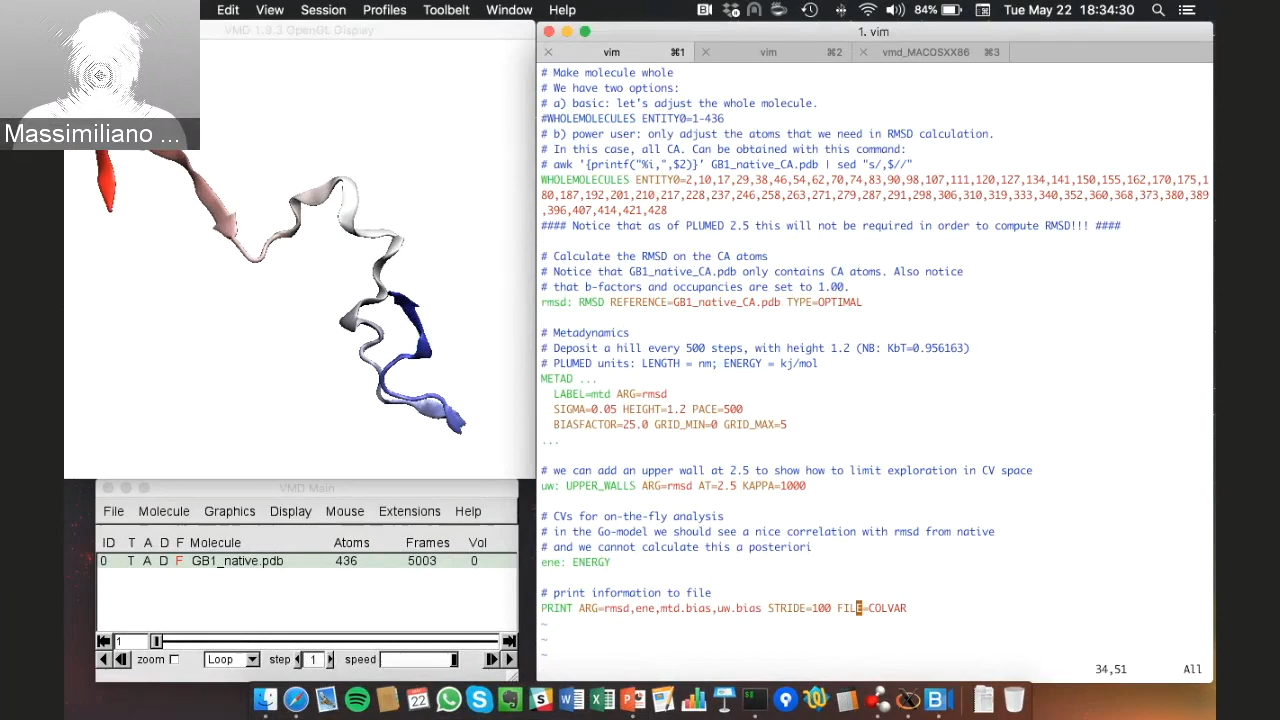 Edit View Session Profiles Toolbelt Window Help 84% Tue May 22 18:34:30
VMD 1.9.3 OpenGL Display
1. vim
vim ⌘1 vim ⌘2 vmd_MACOSXX86 ⌘3
Massimiliano ...
# Make molecule whole
# We have two options:
# a) basic: let's adjust the whole molecule.
#WHOLEMOLECULES ENTITY0=1-436
# b) power user: only adjust the atoms that we need in RMSD calculation.
# In this case, all CA. Can be obtained with this command:
# awk '{printf("%i,",$2)}' GB1_native_CA.pdb | sed "s/,$//"
WHOLEMOLECULES ENTITY0=2,10,17,29,38,46,54,62,70,74,83,90,98,107,111,120,127,134,141,150,155,162,170,175,1
80,187,192,201,210,217,228,237,246,258,263,271,279,287,291,298,306,310,319,333,340,352,360,368,373,380,389
,396,407,414,421,428
#### Notice that as of PLUMED 2.5 this will not be required in order to compute RMSD!!! ####
# Calculate the RMSD on the CA atoms
# Notice that GB1_native_CA.pdb only contains CA atoms. Also notice
# that b-factors and occupancies are set to 1.00.
rmsd: RMSD REFERENCE=GB1_native_CA.pdb TYPE=OPTIMAL
# Metadynamics
# Deposit a hill every 500 steps, with height 1.2 (NB: KbT=0.956163)
# PLUMED units: LENGTH = nm; ENERGY = kj/mol
METAD ...
LABEL=mtd ARG=rmsd
SIGMA=0.05 HEIGHT=1.2 PACE=500
BIASFACTOR=25.0 GRID_MIN=0 GRID_MAX=5
...
# we can add an upper wall at 2.5 to show how to limit exploration in CV space
uw: UPPER_WALLS ARG=rmsd AT=2.5 KAPPA=1000
# CVs for on-the-fly analysis
# in the Go-model we should see a nice correlation with rmsd from native
# and we cannot calculate this a posteriori
ene: ENERGY
# print information to file
PRINT ARG=rmsd,ene,mtd.bias,uw.bias STRIDE=100 FILE=COLVAR
~
~
~
34,51 All
VMD Main
File Molecule Graphics Display Mouse Extensions Help
ID T A D F Molecule Atoms Frames Vol
0 T A D F GB1_native.pdb 436 5003 0
1
zoom Loop step 1 speed
22